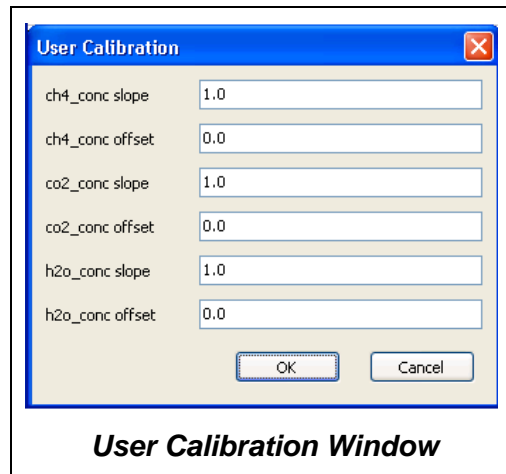 User Calibration
ch4_conc slope 1.0
ch4_conc offset 0.0
co2_conc slope 1.0
co2_conc offset 0.0
h2o_conc slope 1.0
h2o_conc offset 0.0
OK Cancel
User Calibration Window